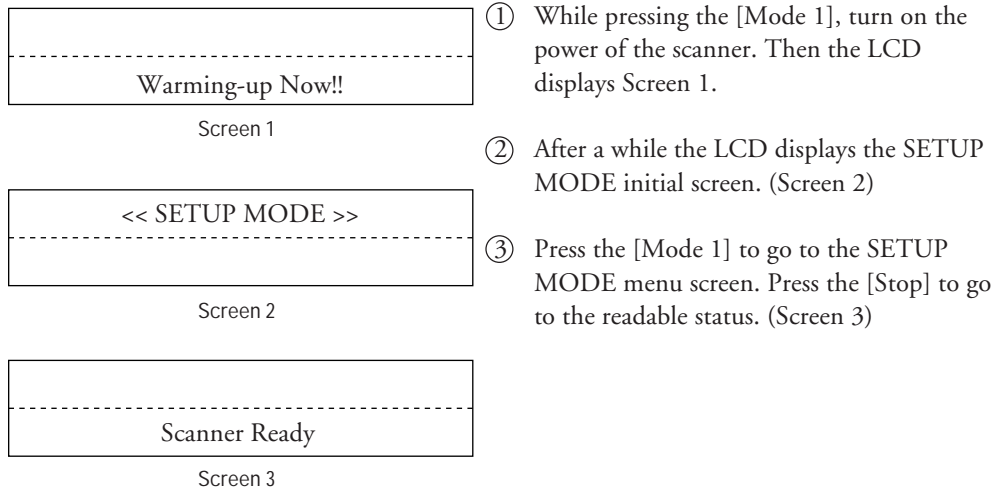 Warming-up Now!!
Screen 1
<< SETUP MODE >>
Screen 2
Scanner Ready
Screen 3
① While pressing the [Mode 1], turn on the
power of the scanner. Then the LCD
displays Screen 1.
② After a while the LCD displays the SETUP
MODE initial screen. (Screen 2)
③ Press the [Mode 1] to go to the SETUP
MODE menu screen. Press the [Stop] to go
to the readable status. (Screen 3)